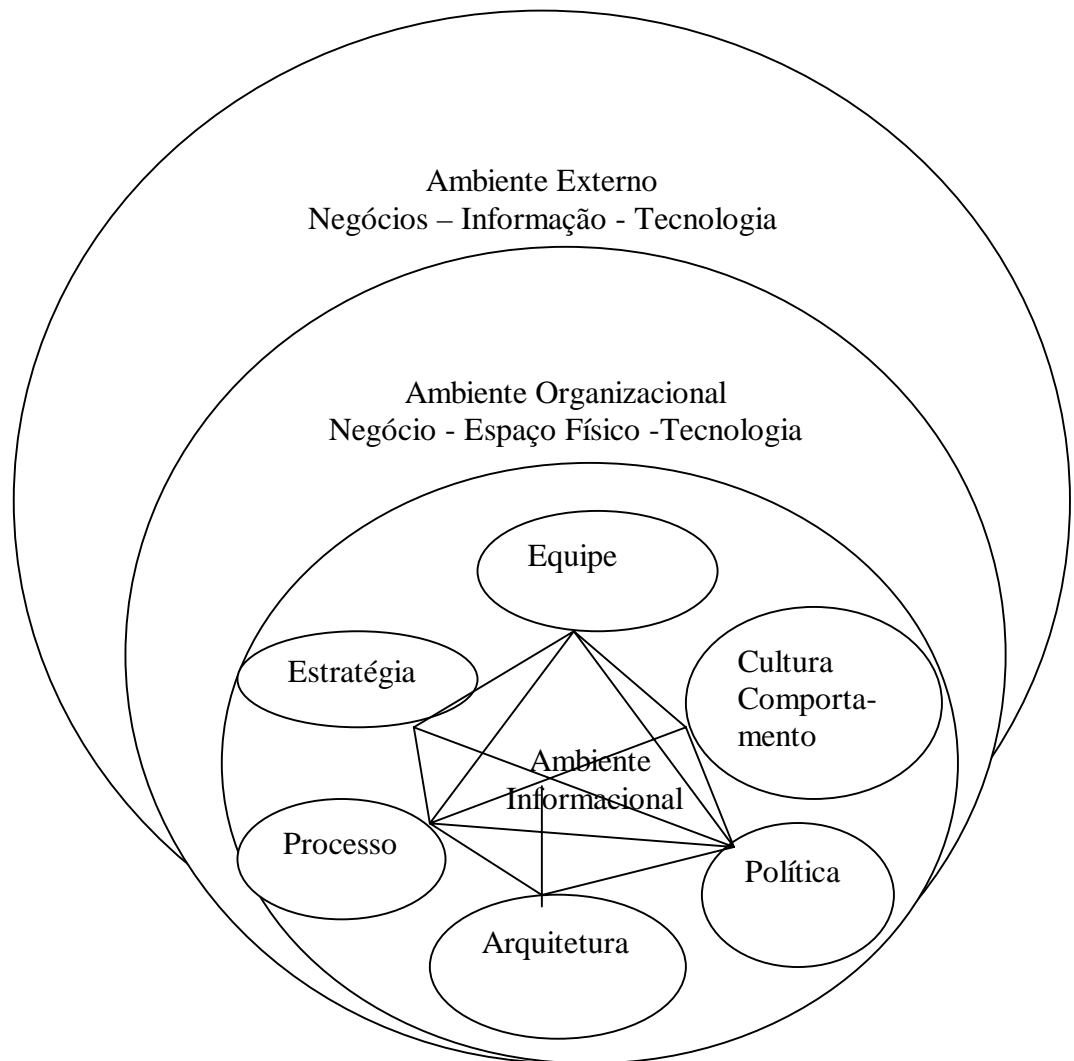 Ambiente Externo
Negócios – Informação - Tecnologia
Ambiente Organizacional
Negócio - Espaço Físico -Tecnologia
Equipe
Estratégia
Cultura
Comporta-
mento
Ambiente
Informacional
Processo
Política
Arquitetura